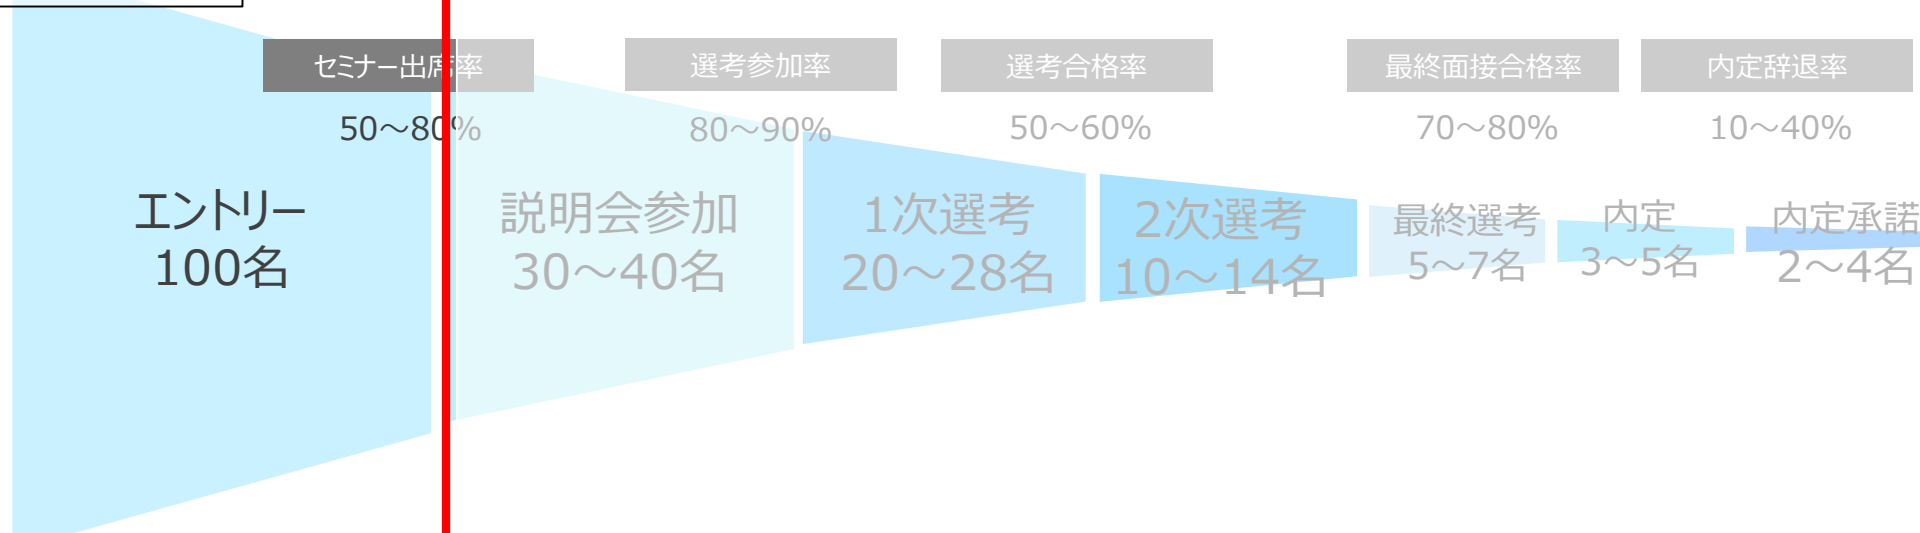 セミナー出席率
選考参加率
選考合格率
最終面接合格率
内定辞退率
50～80%
80～90%
50～60%
70～80%
10～40%
エントリー
100名
説明会参加
30～40名
1次選考
20～28名
2次選考
10～14名
最終選考
5～7名
内定
3～5名
内定承諾
2～4名